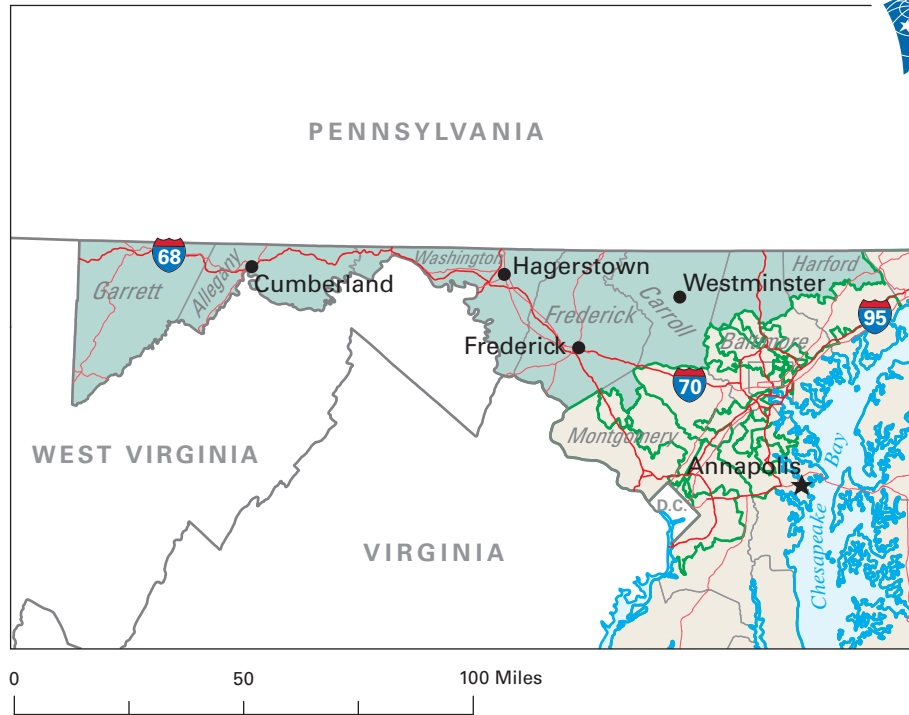 PENNSYLVANIA
68
Garrett
Allegany
Cumberland
Washington
Hagerstown
Frederick
Frederick
Carroll
Westminster
Harford
95
Baltimore
70
Montgomery
Annapolis
D.C.
WEST VIRGINIA
VIRGINIA
Chesapeake Bay
0 50 100 Miles